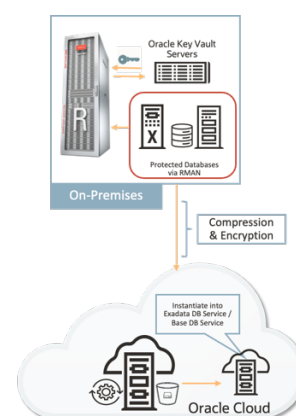 Oracle Key Vault
Servers
R
X
Protected Databases
via RMAN
On-Premises
Compression
& Encryption
Instantiate into
Exadata DB Service /
Base DB Service
Oracle Cloud